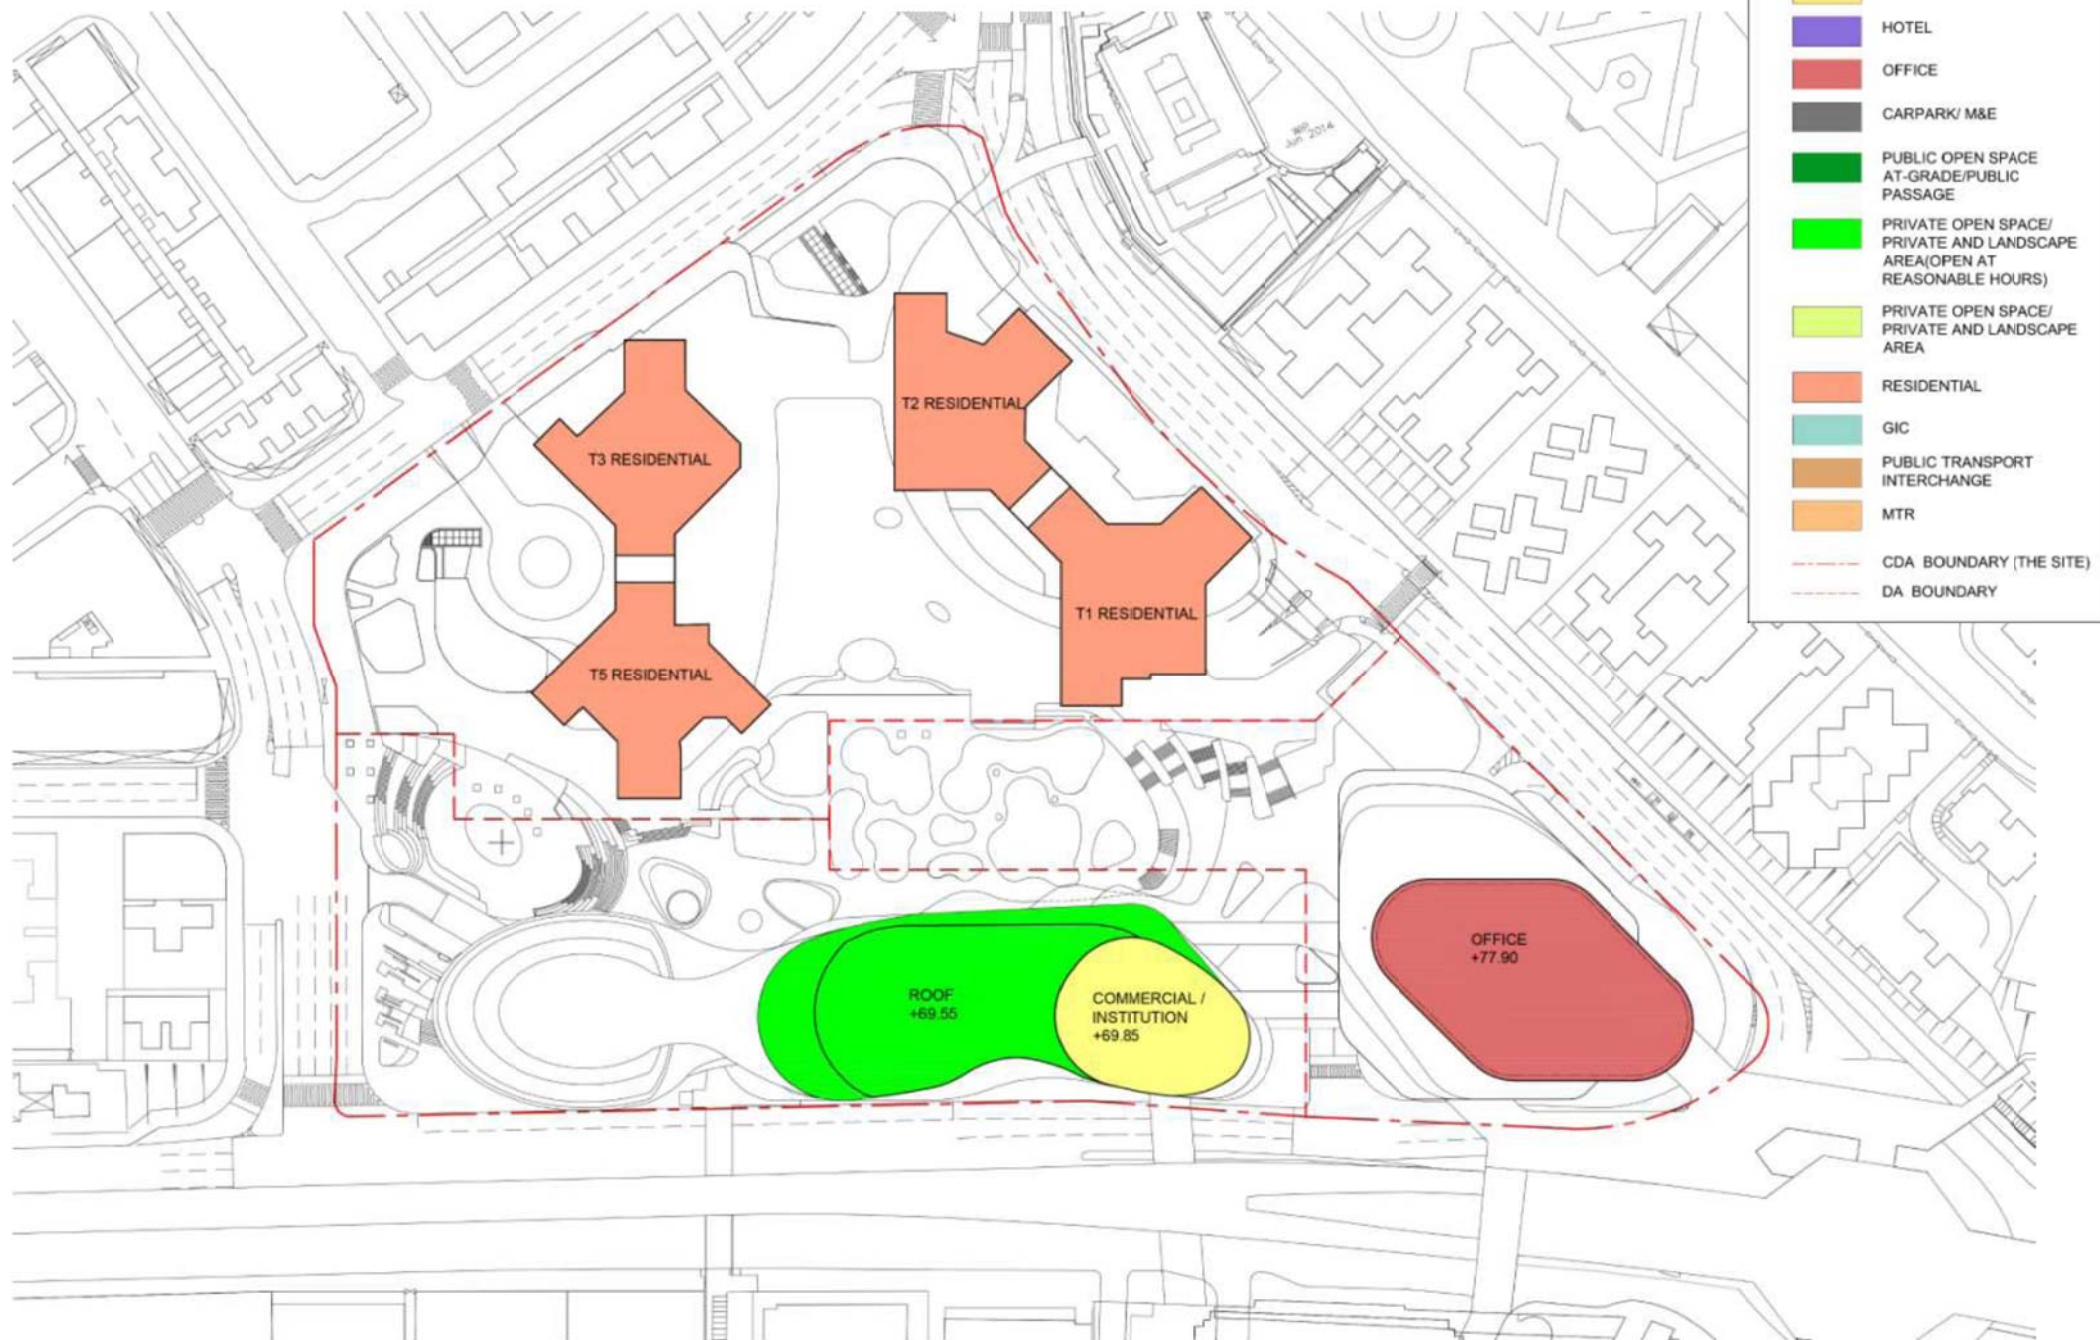 HOTEL
OFFICE
CARPARK/ M&E
PUBLIC OPEN SPACE
AT-GRADE/PUBLIC
PASSAGE
PRIVATE OPEN SPACE/
PRIVATE AND LANDSCAPE
AREA(OPEN AT
REASONABLE HOURS)
PRIVATE OPEN SPACE/
PRIVATE AND LANDSCAPE
AREA
RESIDENTIAL
GIC
PUBLIC TRANSPORT
INTERCHANGE
MTR
CDA BOUNDARY (THE SITE)
DA BOUNDARY
Jun 2014
T2 RESIDENTIAL
T3 RESIDENTIAL
T1 RESIDENTIAL
T5 RESIDENTIAL
OFFICE
+77.90
ROOF
+69.55
COMMERCIAL /
INSTITUTION
+69.85